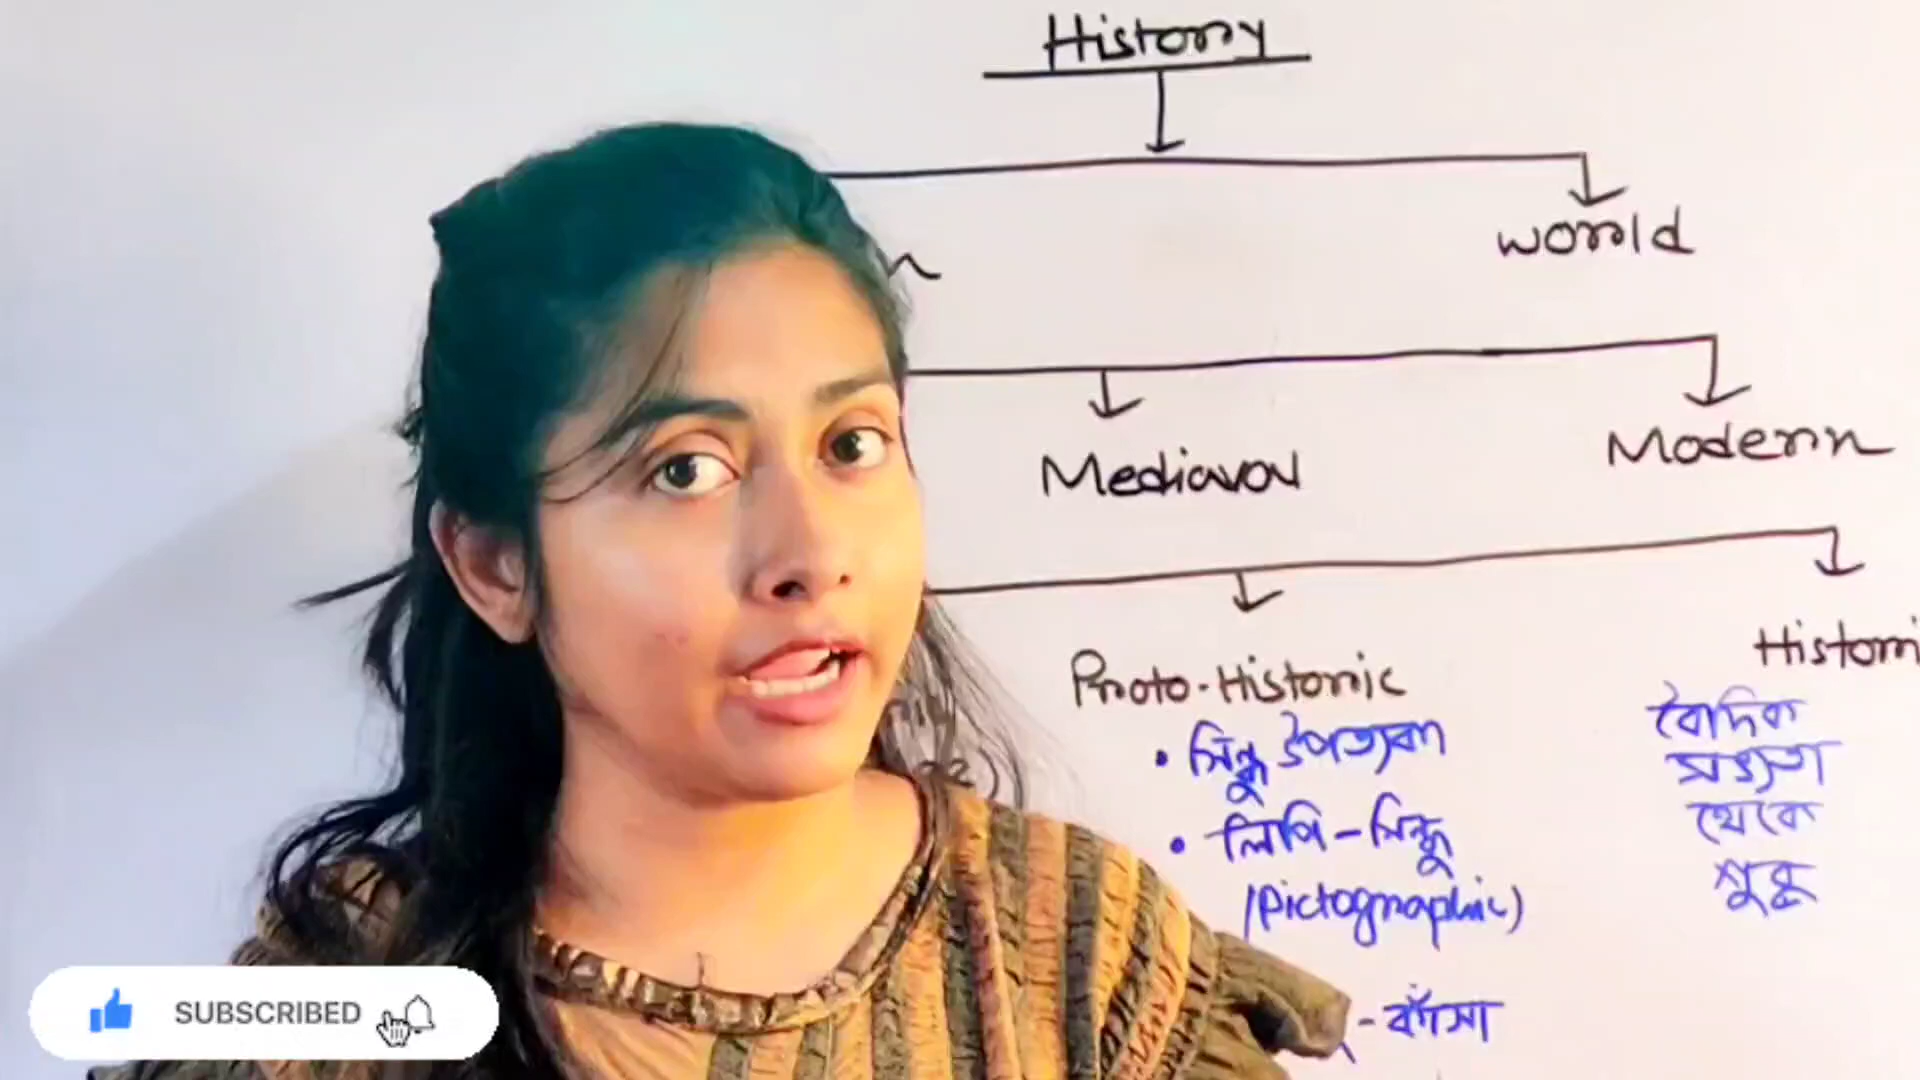 History
World
Mediaval
Modern
Proto-Historic
Histori
• সিন্ধু উপত্যকা
• লিপি - সিন্ধু
(Pictographic)
- কাঁসা
বৈদিক
সভ্যতা
থেকে
শুরু
SUBSCRIBED